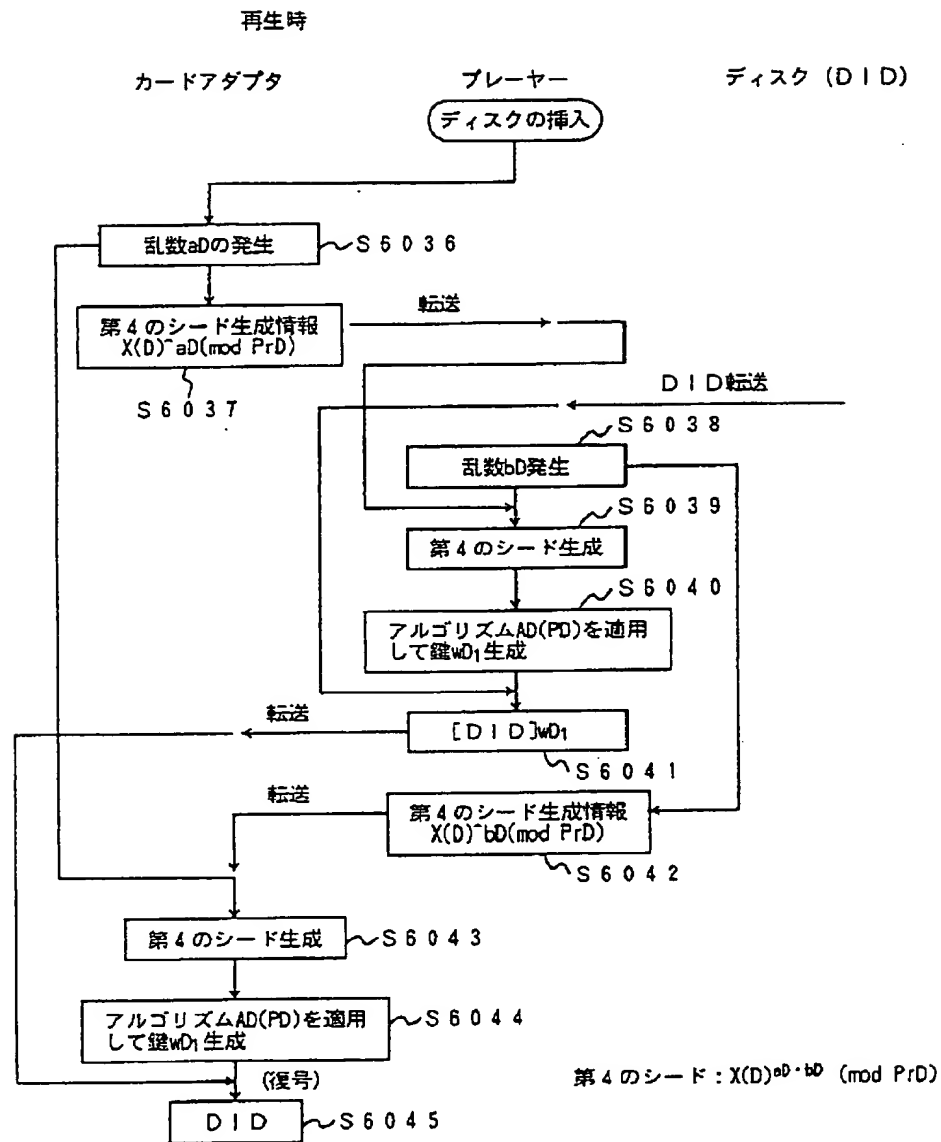 再生時
カードアダプタ
プレーヤー
ディスク (DID)
ディスクの挿入
乱数aDの発生
S6036
第4のシード生成情報
X(D)^aD(mod PrD)
S6037
転送
DID転送
S6038
乱数bD発生
S6039
第4のシード生成
S6040
アルゴリズムAD(PD)を適用
して鍵wD₁生成
転送
[DID]wD₁
S6041
転送
第4のシード生成情報
X(D)^bD(mod PrD)
S6042
第4のシード生成
S6043
アルゴリズムAD(PD)を適用
して鍵wD₁生成
S6044
(復号)
DID
S6045
第4のシード:X(D)^aD・bD (mod PrD)